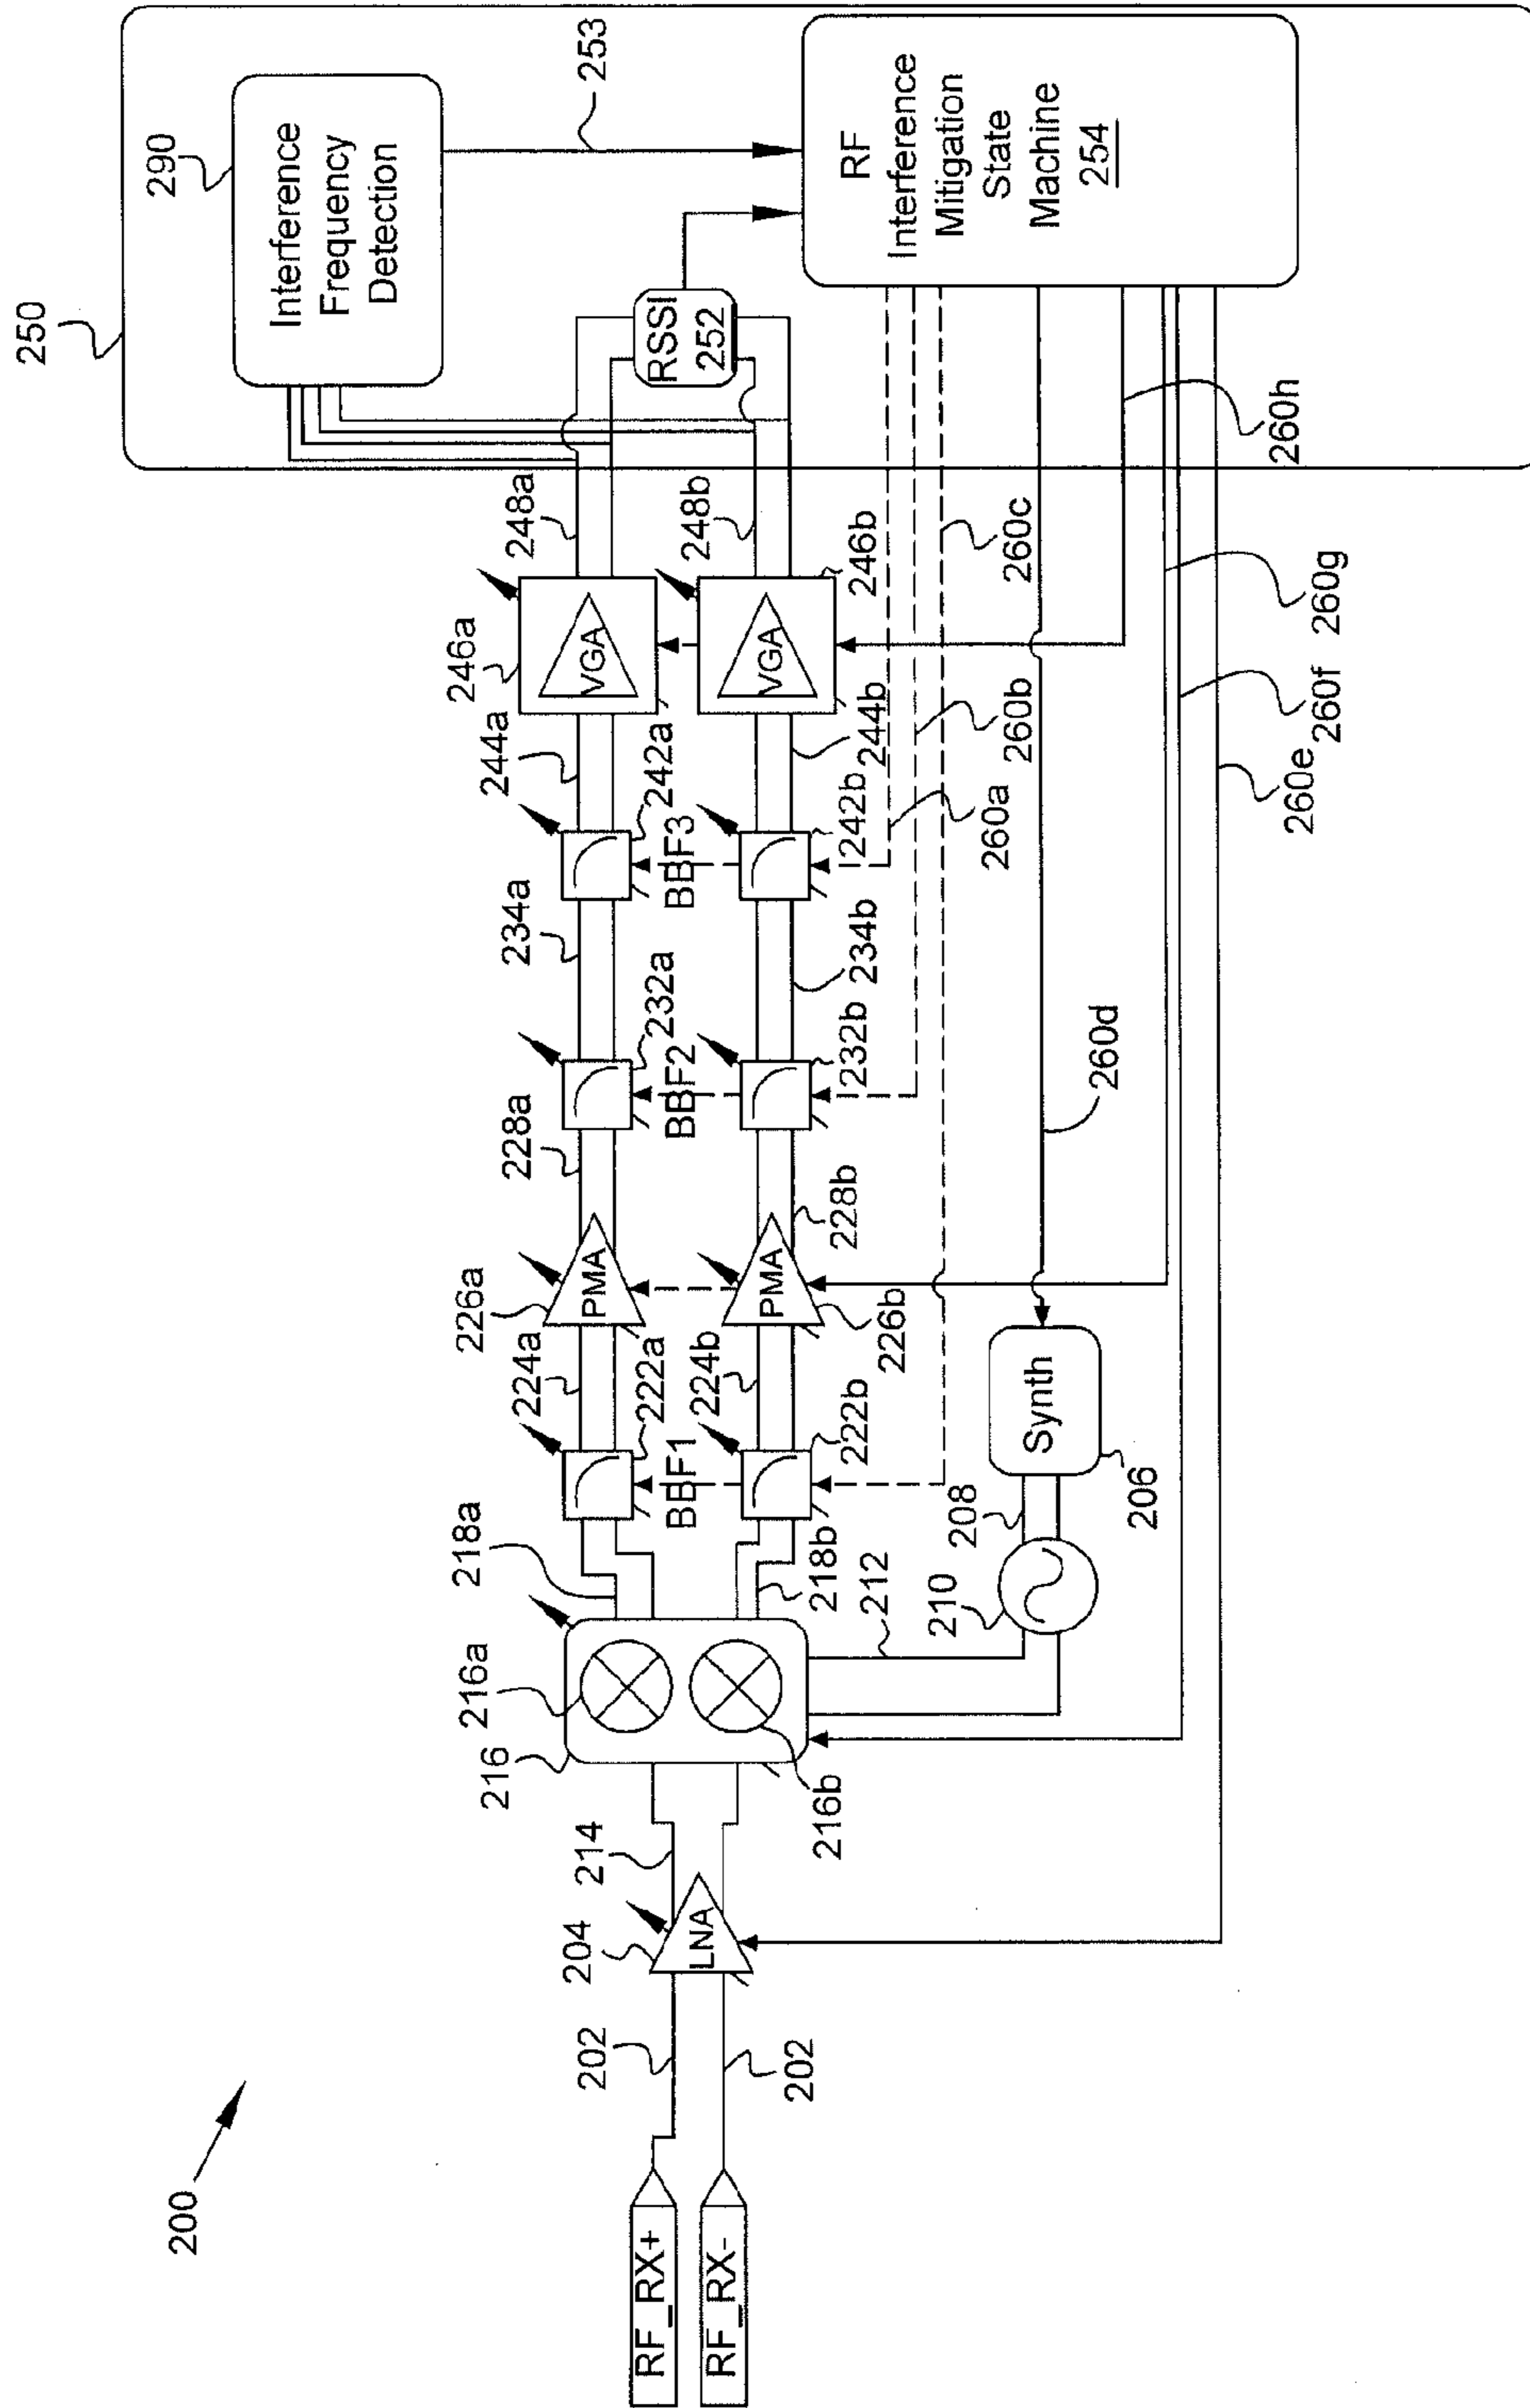 200
250
290
Interference
Frequency
Detection
253
RF
Interference
Mitigation
State
Machine
254
RSSI
252
248a
248b
246a
VGA
246b
VGA
244a
244b
242a
BBF3
242b
234a
234b
232a
BBF2
232b
228a
228b
226a
PMA
226b
PMA
224a
224b
222a
BBF1
222b
218a
218b
216
216a
216b
214
212
210
208
Synth
206
204
LNA
202
202
RF_RX+
RF_RX-
260a
260b
260c
260d
260e
260f
260g
260h